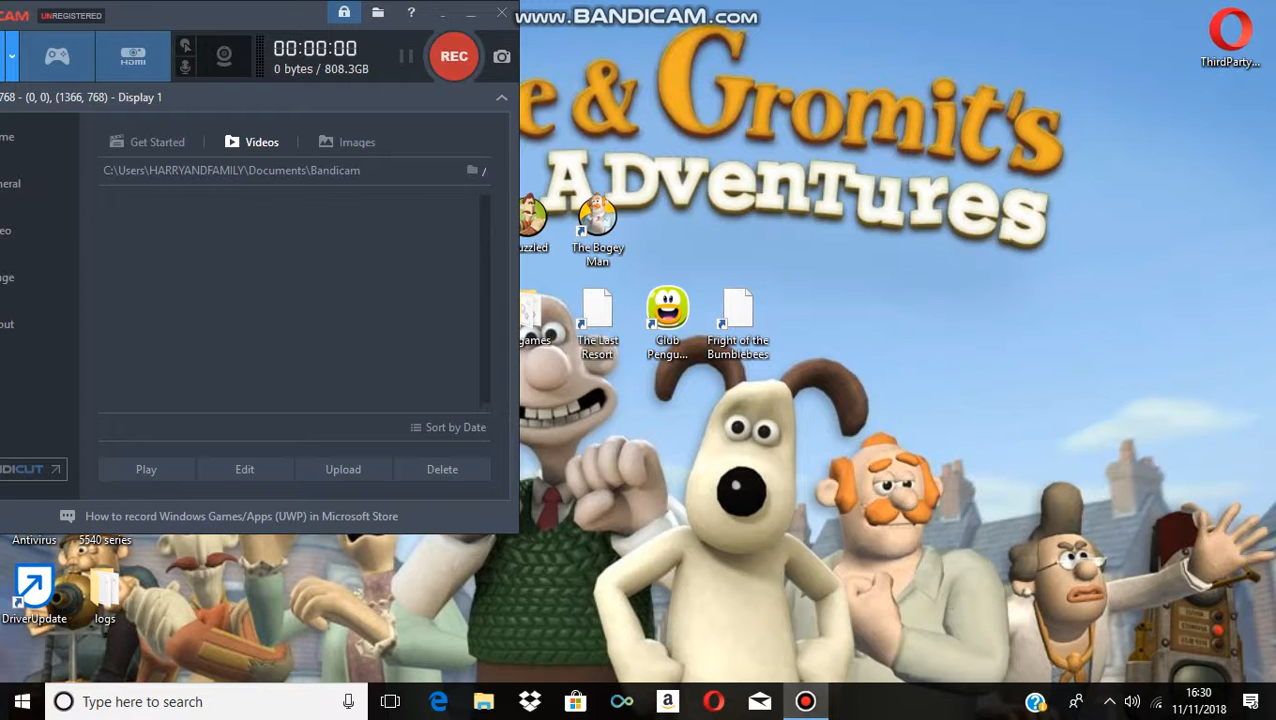 CAM UNREGISTERED
?
www.BANDICAM.com
HDMI
00:00:00
0 bytes / 808.3GB
REC
768 - (0, 0), (1366, 768) - Display 1
Get Started
Videos
Images
C:\Users\HARRYANDFAMILY\Documents\Bandicam
/
me
neral
eo
age
out
Sort by Date
NDICUT
Play
Edit
Upload
Delete
How to record Windows Games/Apps (UWP) in Microsoft Store
e & Gromit's
ADVenTures
ThirdParty...
uzzled
The Bogey
Man
games
The Last
Resort
Club
Pengu...
Fright of the
Bumblebees
Antivirus
5540 series
DriverUpdate
logs
Type here to search
16:30
11/11/2018